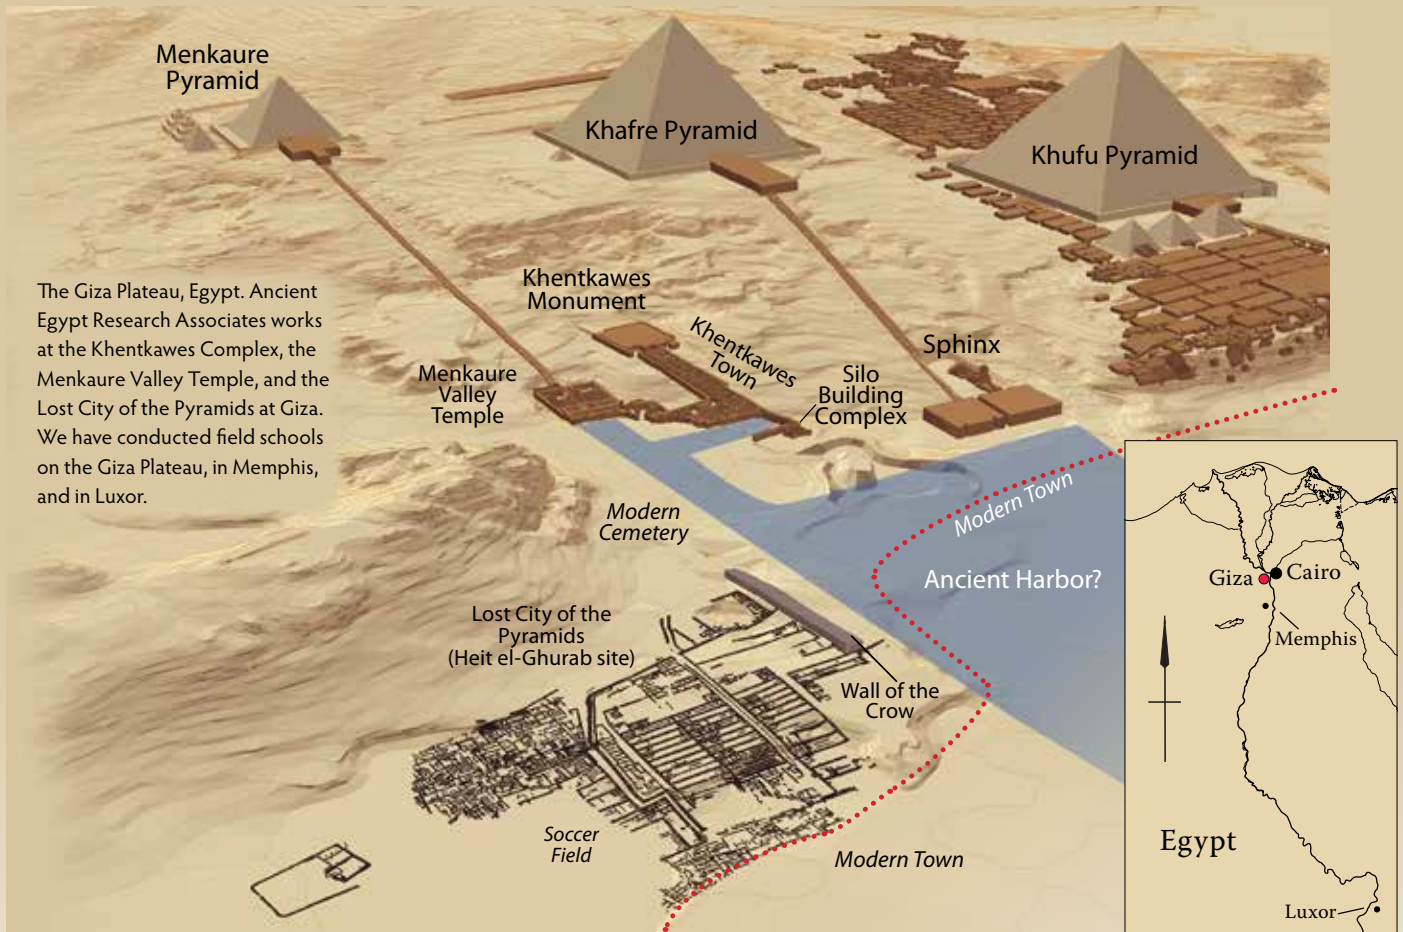 Menkaure
Pyramid
Khafre Pyramid
Khufu Pyramid
The Giza Plateau, Egypt. Ancient
Egypt Research Associates works
at the Khentkawes Complex, the
Menkaure Valley Temple, and the
Lost City of the Pyramids at Giza.
We have conducted field schools
on the Giza Plateau, in Memphis,
and in Luxor.
Khentkawes
Monument
Khentkawes
Town
Sphinx
Menkaure
Valley
Temple
Silo
Building
Complex
Modern
Cemetery
Modern Town
Ancient Harbor?
Lost City of the
Pyramids
(Heit el-Ghurab site)
Wall of the
Crow
Soccer
Field
Modern Town
Giza
Cairo
Memphis
Egypt
Luxor